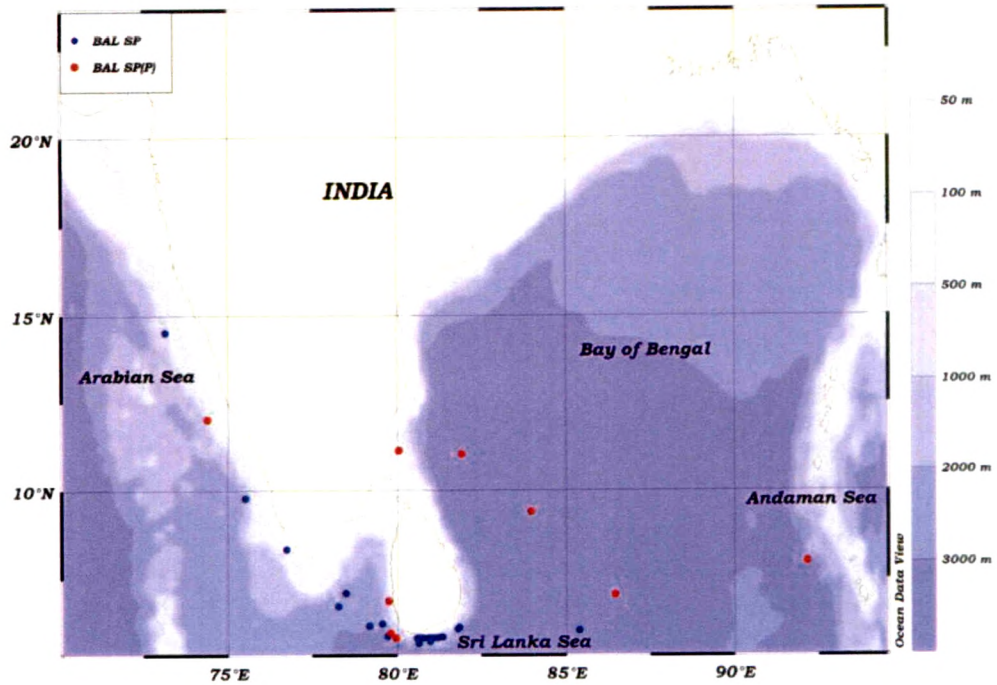 BAL SP
BAL SP(P)
50 m
20°N
INDIA
100 m
500 m
15°N
Bay of Bengal
Arabian Sea
1000 m
2000 m
10°N
Andaman Sea
3000 m
Ocean Data View
Sri Lanka Sea
75°E
80°E
85°E
90°E